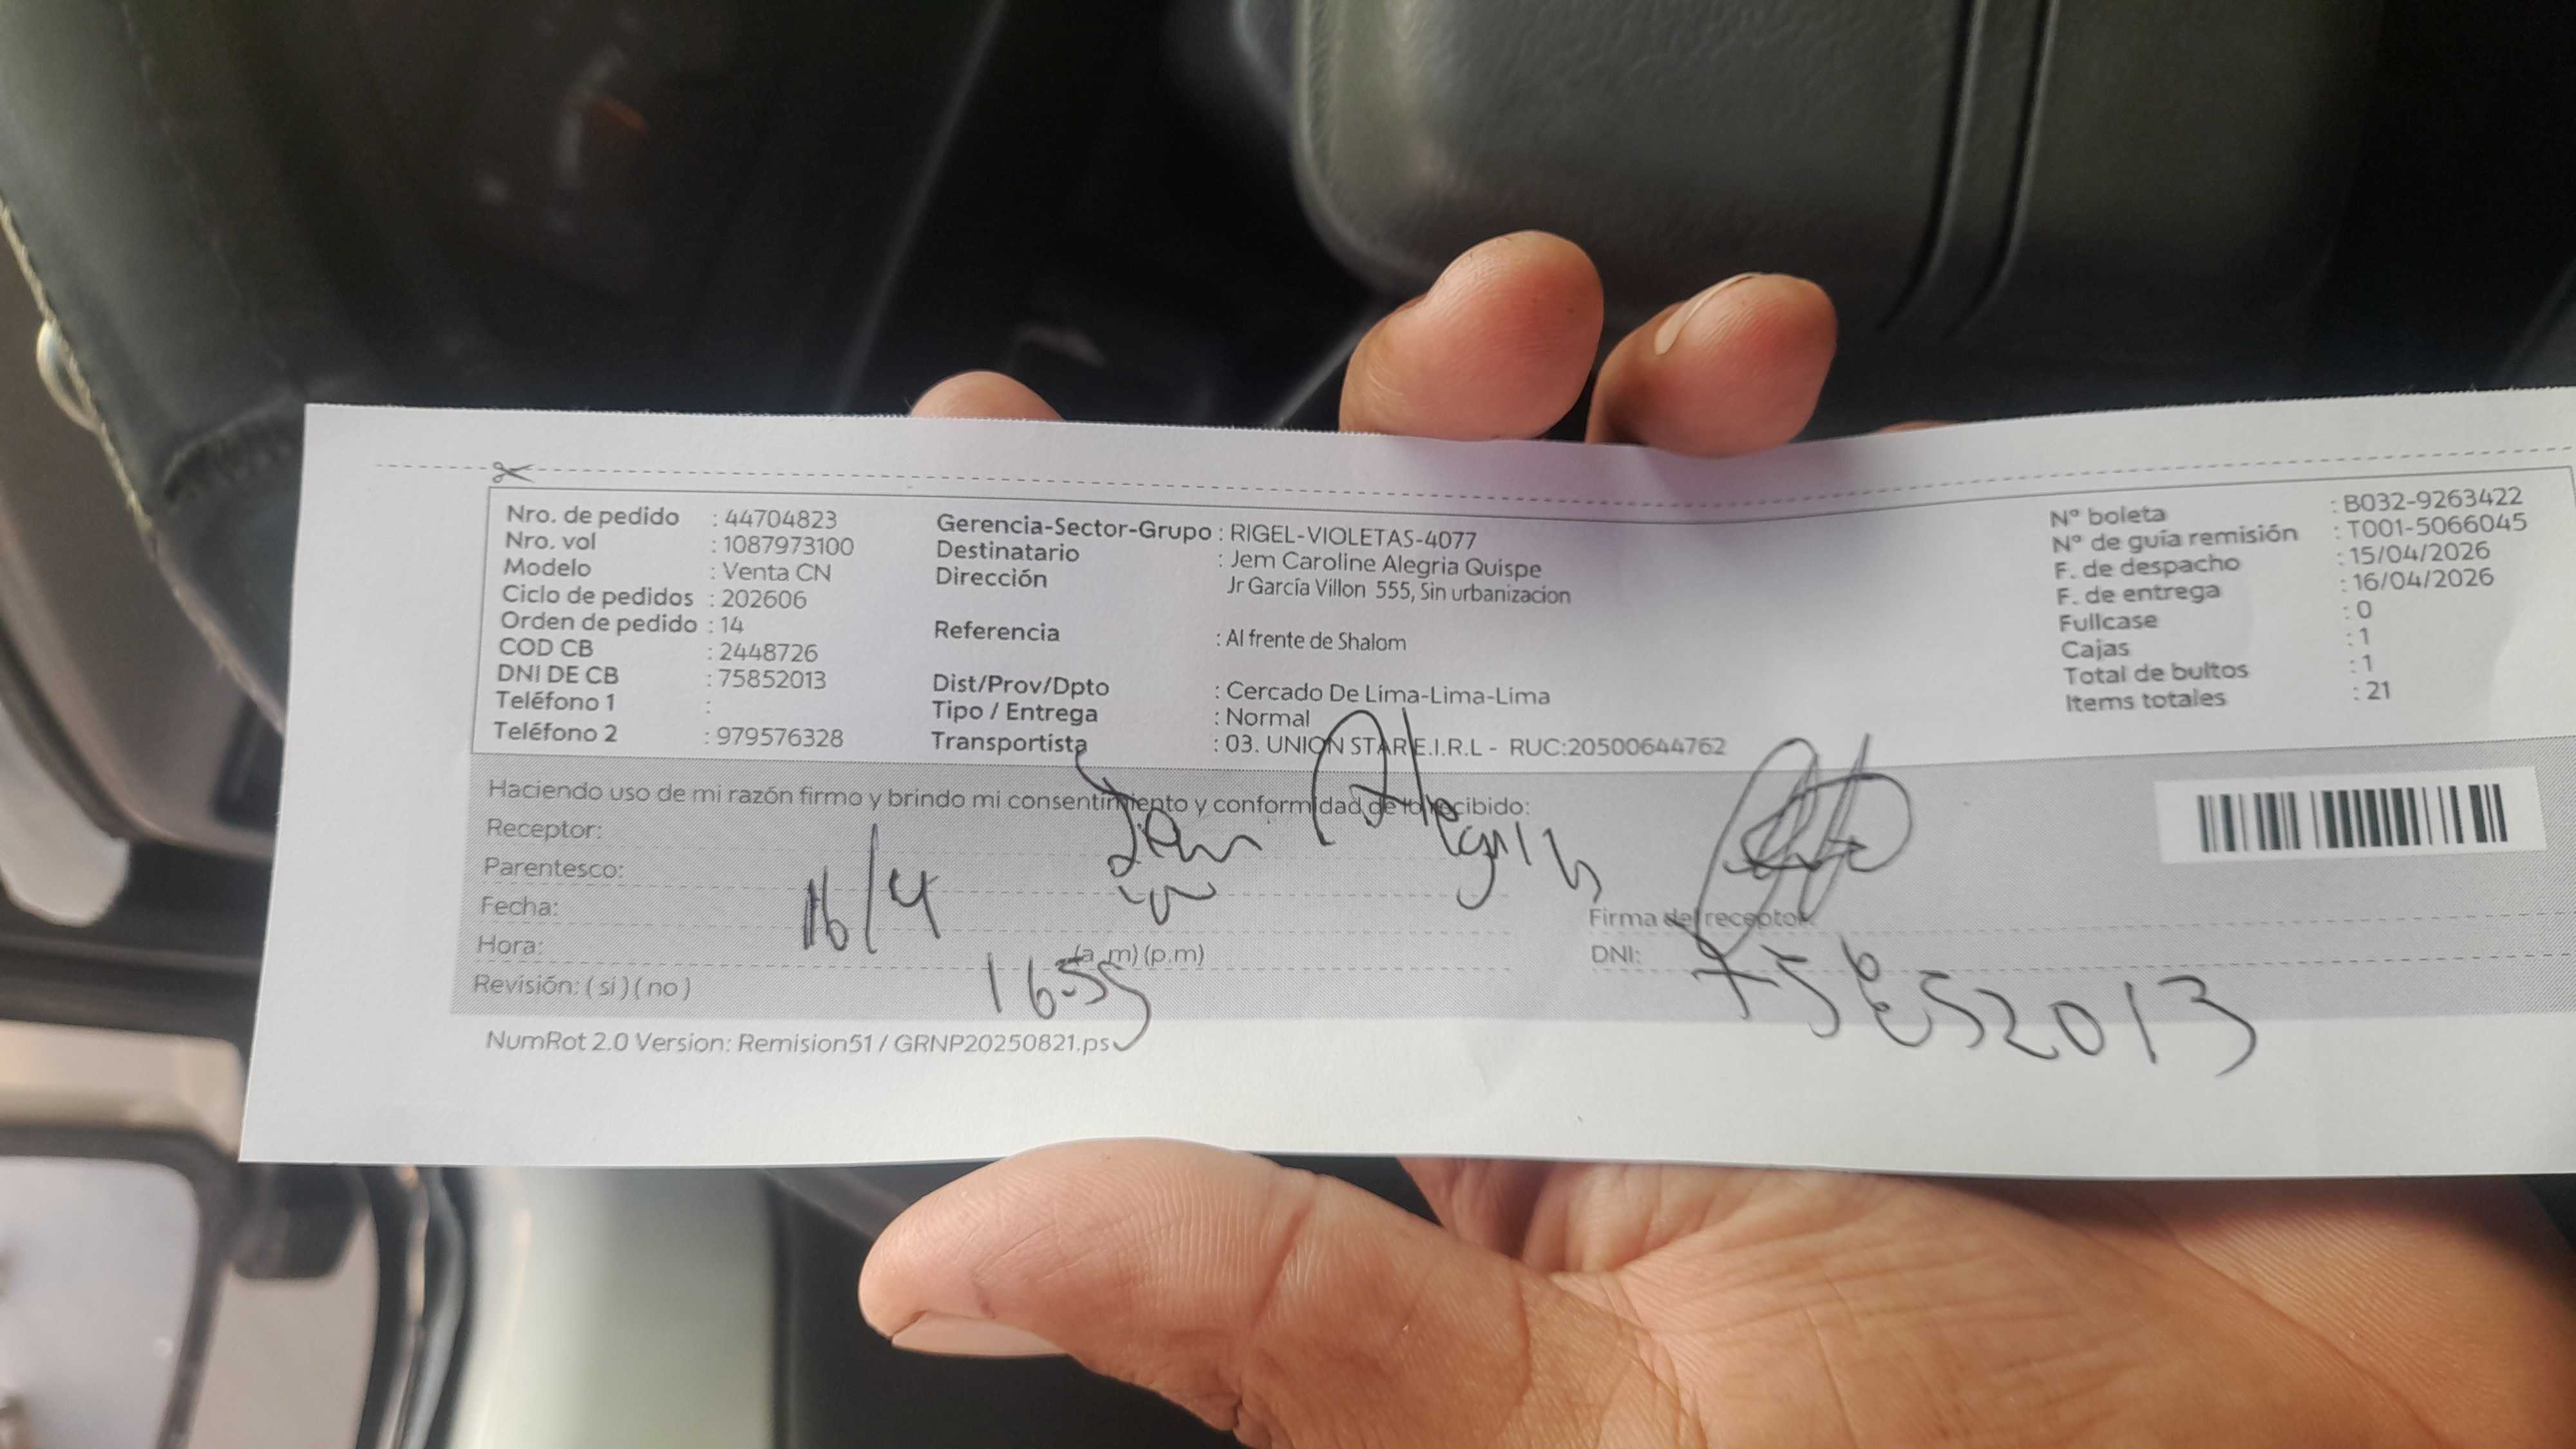 Nro. de pedido : 44704823
Nro. vol : 1087973100
Modelo : Venta CN
Ciclo de pedidos : 202606
Orden de pedido : 14
COD CB : 2448726
DNI DE CB : 75852013
Teléfono 1 :
Teléfono 2 : 979576328
Gerencia-Sector-Grupo : RIGEL-VIOLETAS-4077
Destinatario : Jem Caroline Alegria Quispe
Dirección Jr García Villon 555, Sin urbanizacion
Referencia : Al frente de Shalom
Dist/Prov/Dpto : Cercado De Lima-Lima-Lima
Tipo / Entrega : Normal
Transportista : 03. UNION STAR E.I.R.L - RUC:20500644762
N° boleta : B032-9263422
N° de guía remisión : T001-5066045
F. de despacho : 15/04/2026
F. de entrega : 16/04/2026
Fullcase : 0
Cajas : 1
Total de bultos : 1
Items totales : 21
Haciendo uso de mi razón firmo y brindo mi consentimiento y conformidad de lo recibido:
Receptor: Jem Alegria
Parentesco:
Fecha: 16/4
Hora: 16:55 (a.m) (p.m)
Revisión: ( si ) ( no )
Firma del receptor:
DNI: 75852013
NumRot 2.0 Version: Remision51 / GRNP20250821.ps